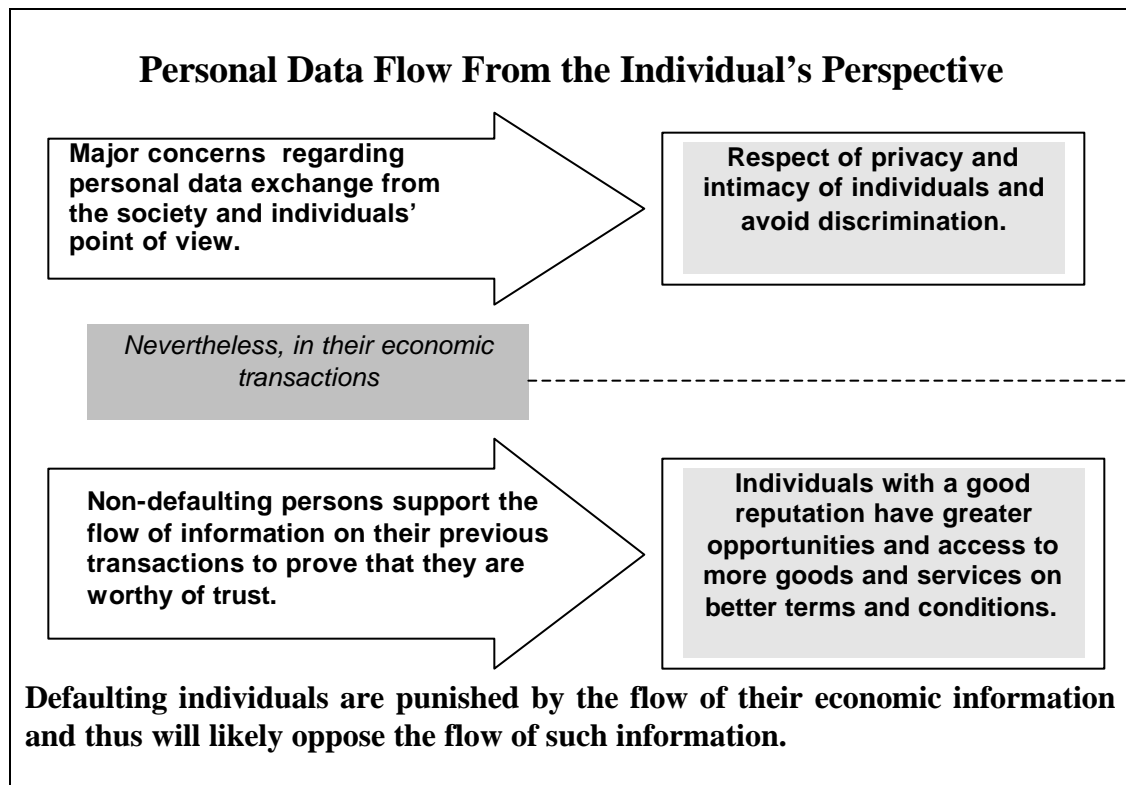 Personal Data Flow From the Individual's Perspective
Major concerns regarding
personal data exchange from
the society and individuals'
point of view.
Respect of privacy and
intimacy of individuals and
avoid discrimination.
Nevertheless, in their economic
transactions
Non-defaulting persons support the
flow of information on their previous
transactions to prove that they are
worthy of trust.
Individuals with a good
reputation have greater
opportunities and access to
more goods and services on
better terms and conditions.
Defaulting individuals are punished by the flow of their economic information
and thus will likely oppose the flow of such information.